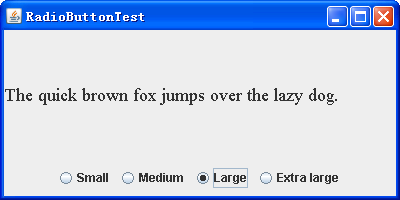 RadioButtonTest
The quick brown fox jumps over the lazy dog.
Small Medium Large Extra large